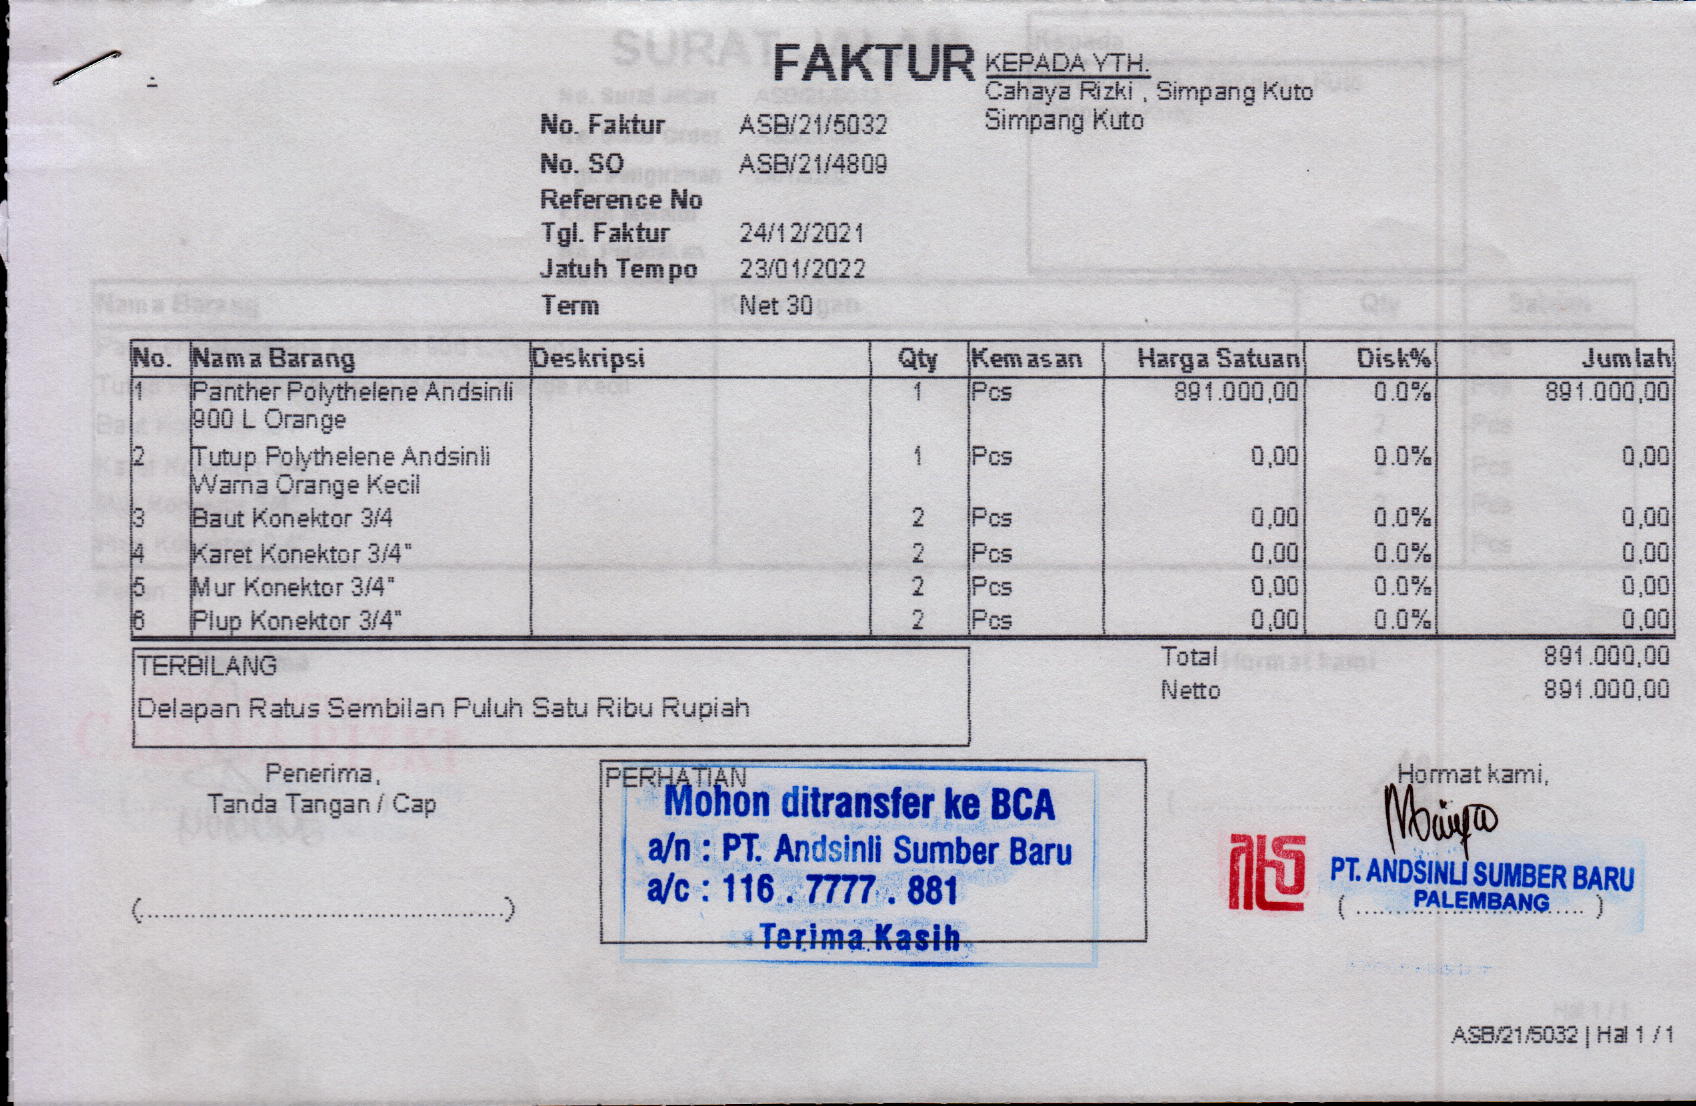 FAKTUR
KEPADA YTH.
Cahaya Rizki , Simpang Kuto
Simpang Kuto
No. Faktur ASB/21/5032
No. SO ASB/21/4809
Reference No
Tgl. Faktur 24/12/2021
Jatuh Tempo 23/01/2022
Term Net 30
No. Nama Barang Deskripsi Qty Kemasan Harga Satuan Disk% Jumlah
1 Panther Polythelene Andsinli 1 Pcs 891.000,00 0.0% 891.000,00
900 L Orange
2 Tutup Polythelene Andsinli 1 Pcs 0,00 0.0% 0,00
Warna Orange Kecil
3 Baut Konektor 3/4 2 Pcs 0,00 0.0% 0,00
4 Karet Konektor 3/4" 2 Pcs 0,00 0.0% 0,00
5 Mur Konektor 3/4" 2 Pcs 0,00 0.0% 0,00
6 Plup Konektor 3/4" 2 Pcs 0,00 0.0% 0,00
TERBILANG
Delapan Ratus Sembilan Puluh Satu Ribu Rupiah
Total 891.000,00
Netto 891.000,00
Penerima,
Tanda Tangan / Cap
(........................................)
PERHATIAN
Mohon ditransfer ke BCA
a/n : PT. Andsinli Sumber Baru
a/c : 116 . 7777 . 881
Terima Kasih
Hormat kami,
PT. ANDSINLI SUMBER BARU
PALEMBANG
( ......................... )
ASB/21/5032 | Hal 1 / 1